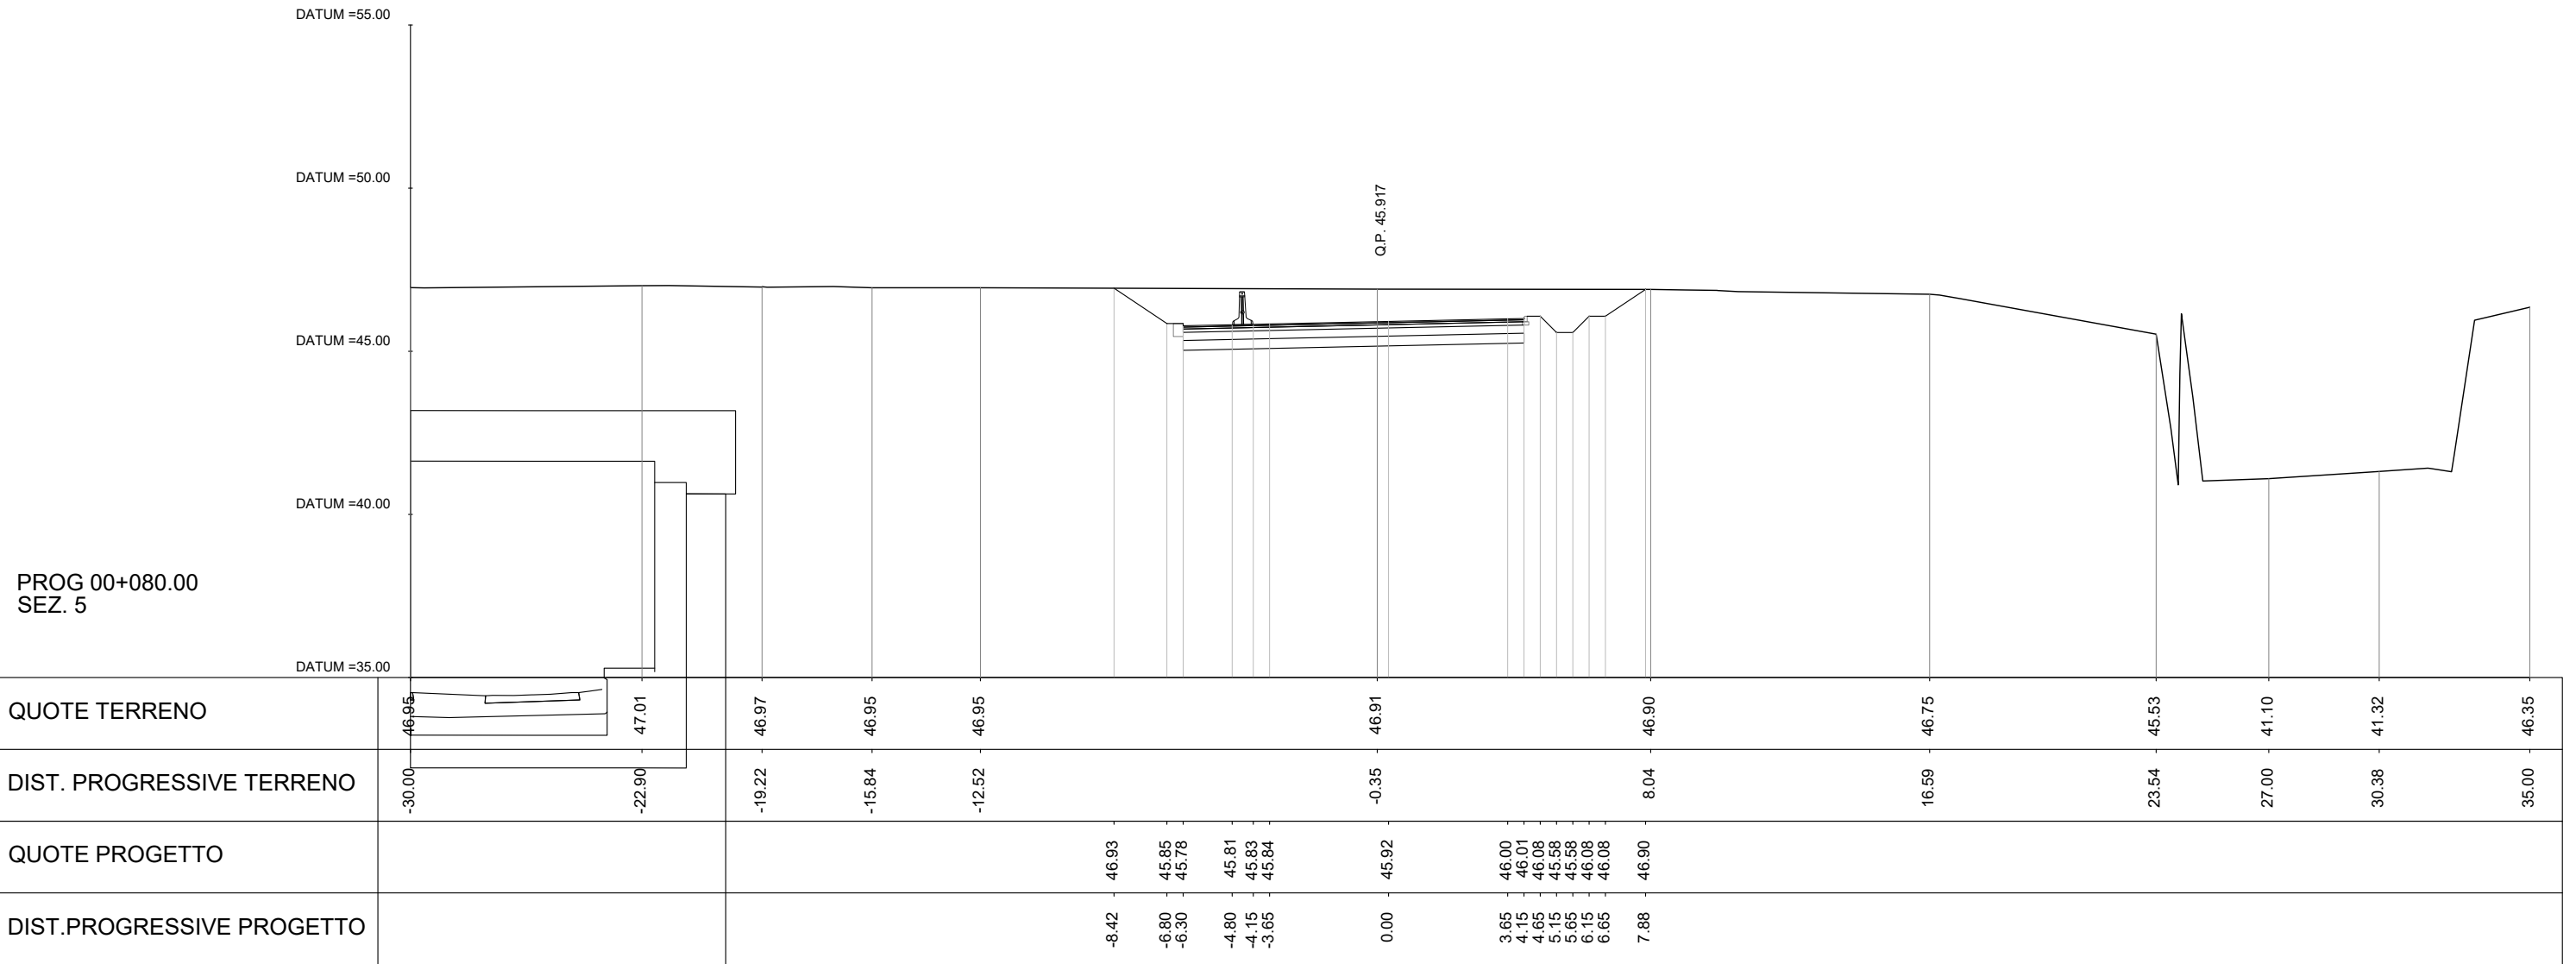 DATUM =55.00
DATUM =50.00
Q.P. 45.917
DATUM =45.00
DATUM =40.00
PROG 00+080.00
SEZ. 5
DATUM =35.00
QUOTE TERRENO 46.95 47.01 46.97 46.95 46.95 46.91 46.90 46.75 45.53 41.10 41.32 46.35
DIST. PROGRESSIVE TERRENO -30.00 -22.90 -19.22 -15.84 -12.52 -0.35 8.04 16.59 23.54 27.00 30.38 35.00
QUOTE PROGETTO 46.93 45.85 45.78 45.81 45.83 45.84 45.92 46.00 46.01 46.08 45.58 45.58 46.08 46.08 46.90
DIST.PROGRESSIVE PROGETTO -8.42 -6.80 -6.30 -4.80 -4.15 -3.65 0.00 3.65 4.15 4.65 5.15 5.65 6.15 6.65 7.88